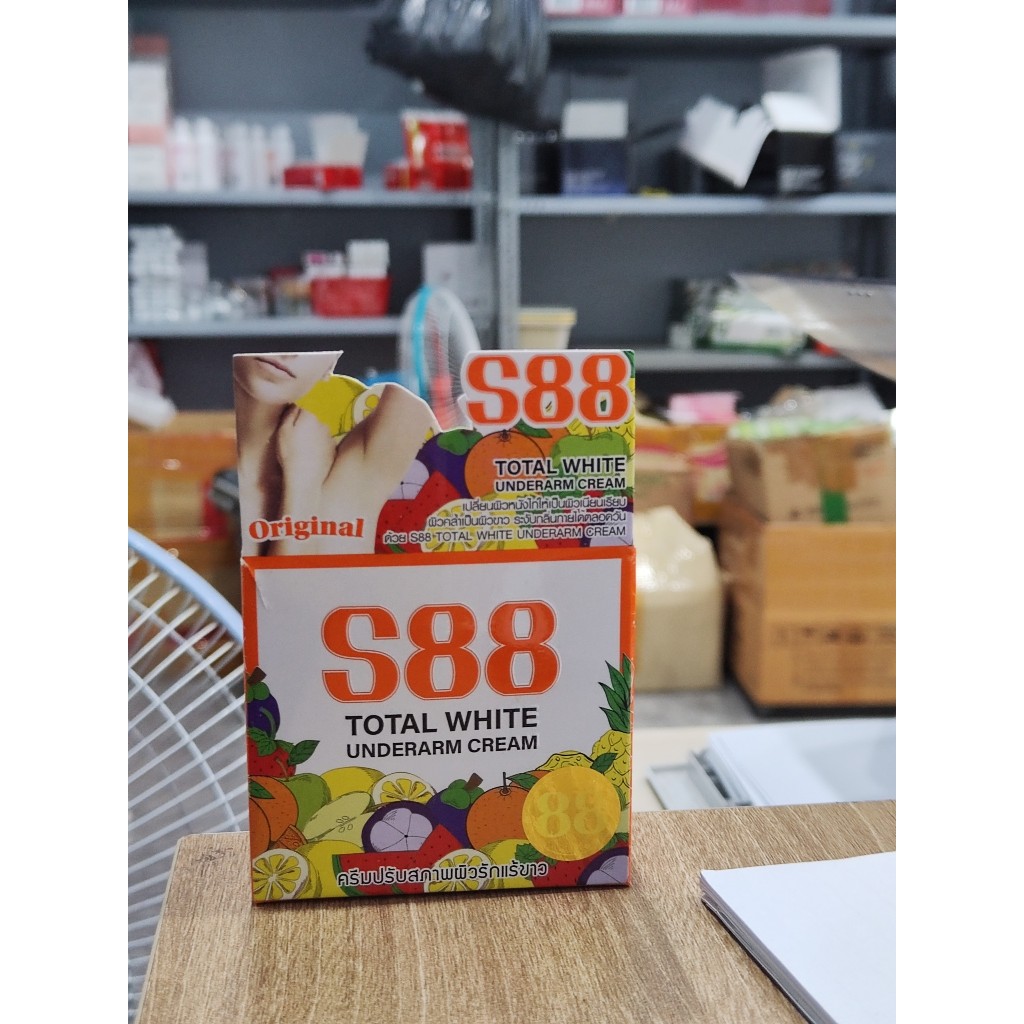 S88
TOTAL WHITE
UNDERARM CREAM
เปลี่ยนผิวหนังไก่ให้เป็นผิวเนียนเรียบ
ผิวคล้ำเป็นผิวขาว ระงับกลิ่นกายได้ตลอดวัน
ด้วย S88 TOTAL WHITE UNDERARM CREAM
Original
S88
TOTAL WHITE
UNDERARM CREAM
88
ครีมปรับสภาพผิวรักแร้ขาว